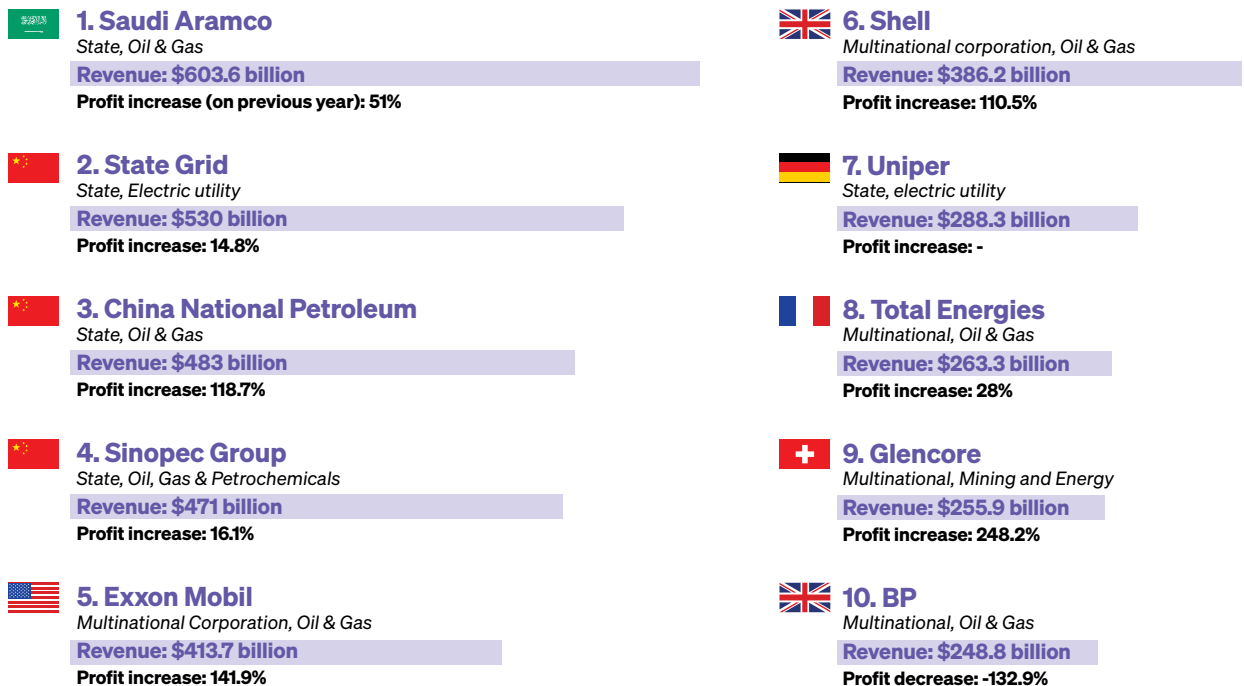 1. Saudi Aramco
State, Oil & Gas
Revenue: $603.6 billion
Profit increase (on previous year): 51%
2. State Grid
State, Electric utility
Revenue: $530 billion
Profit increase: 14.8%
3. China National Petroleum
State, Oil & Gas
Revenue: $483 billion
Profit increase: 118.7%
4. Sinopec Group
State, Oil, Gas & Petrochemicals
Revenue: $471 billion
Profit increase: 16.1%
5. Exxon Mobil
Multinational Corporation, Oil & Gas
Revenue: $413.7 billion
Profit increase: 141.9%
6. Shell
Multinational corporation, Oil & Gas
Revenue: $386.2 billion
Profit increase: 110.5%
7. Uniper
State, electric utility
Revenue: $288.3 billion
Profit increase: -
8. Total Energies
Multinational, Oil & Gas
Revenue: $263.3 billion
Profit increase: 28%
9. Glencore
Multinational, Mining and Energy
Revenue: $255.9 billion
Profit increase: 248.2%
10. BP
Multinational, Oil & Gas
Revenue: $248.8 billion
Profit decrease: -132.9%